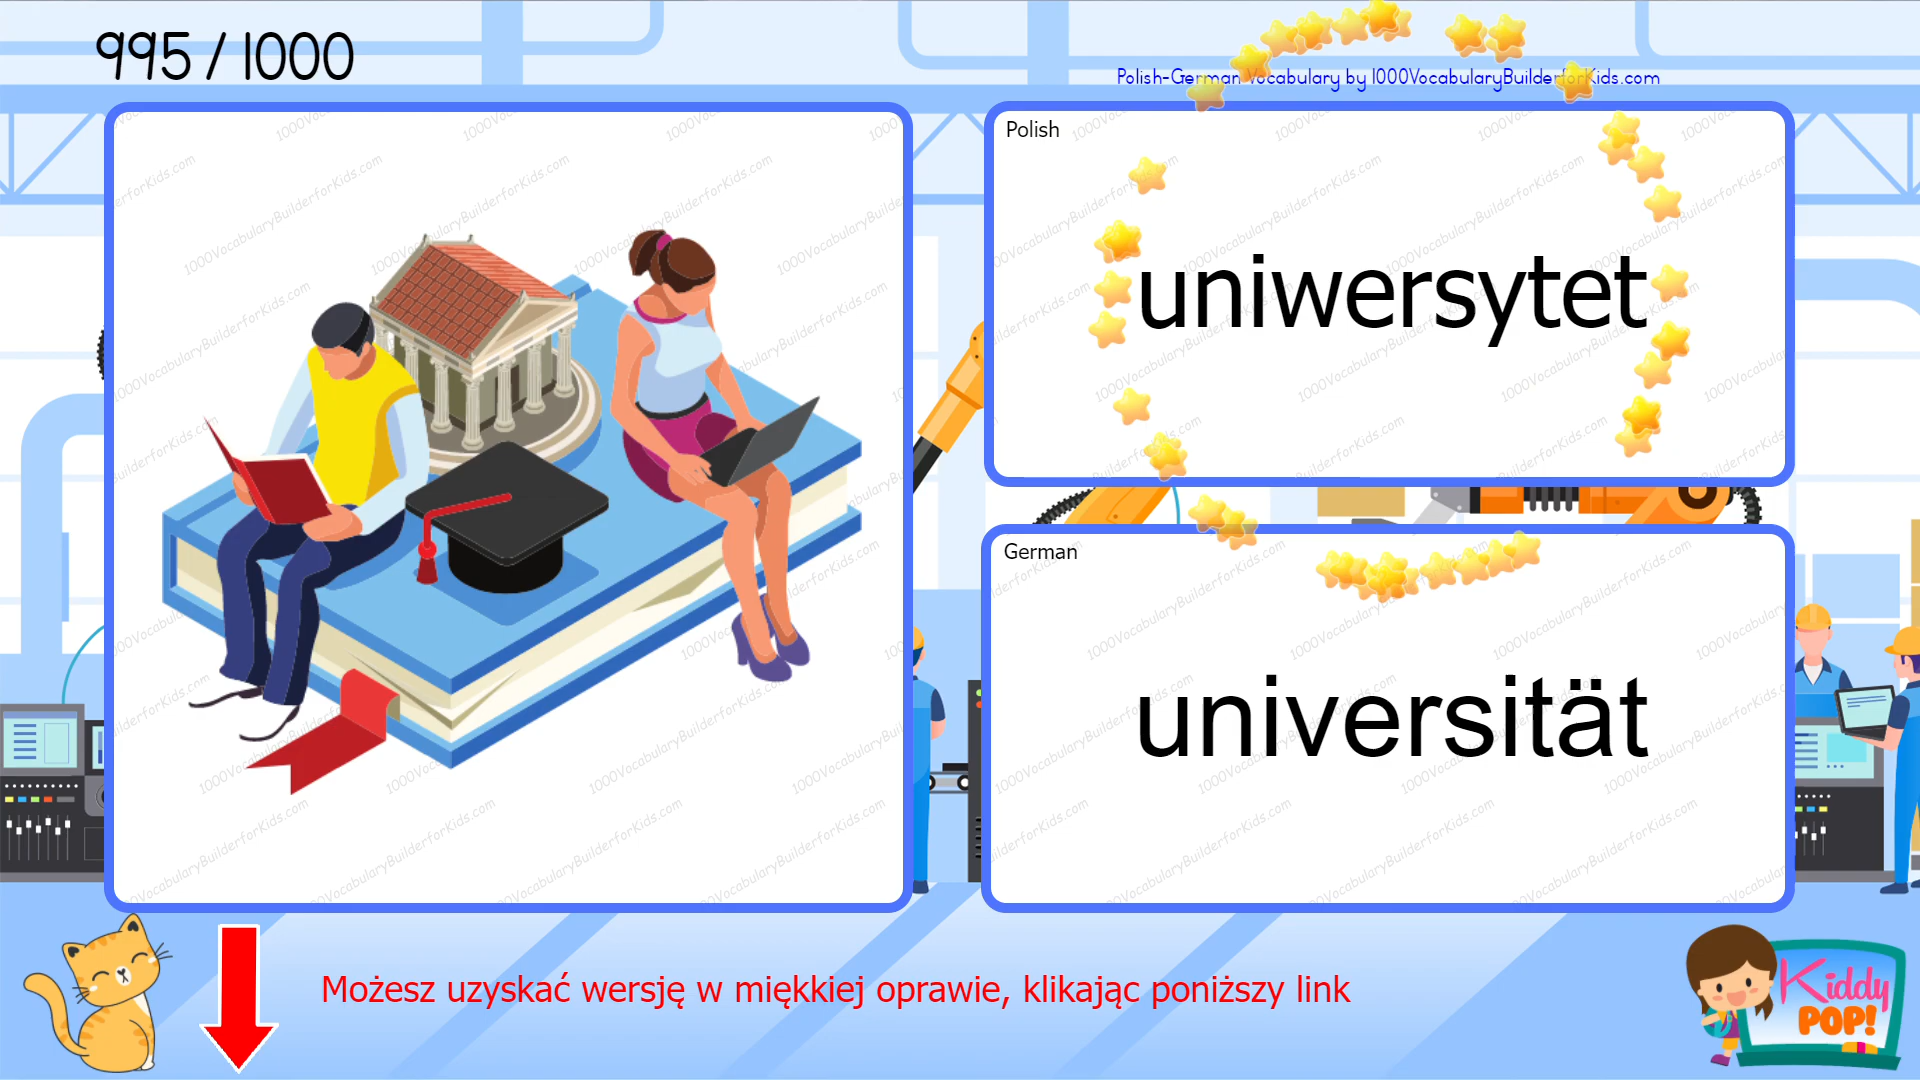 995 / 1000
Polish-German Vocabulary by 1000VocabularyBuilderforKids.com
Polish
uniwersytet
German
universität
Możesz uzyskać wersję w miękkiej oprawie, klikając poniższy link
Kiddy
POP!